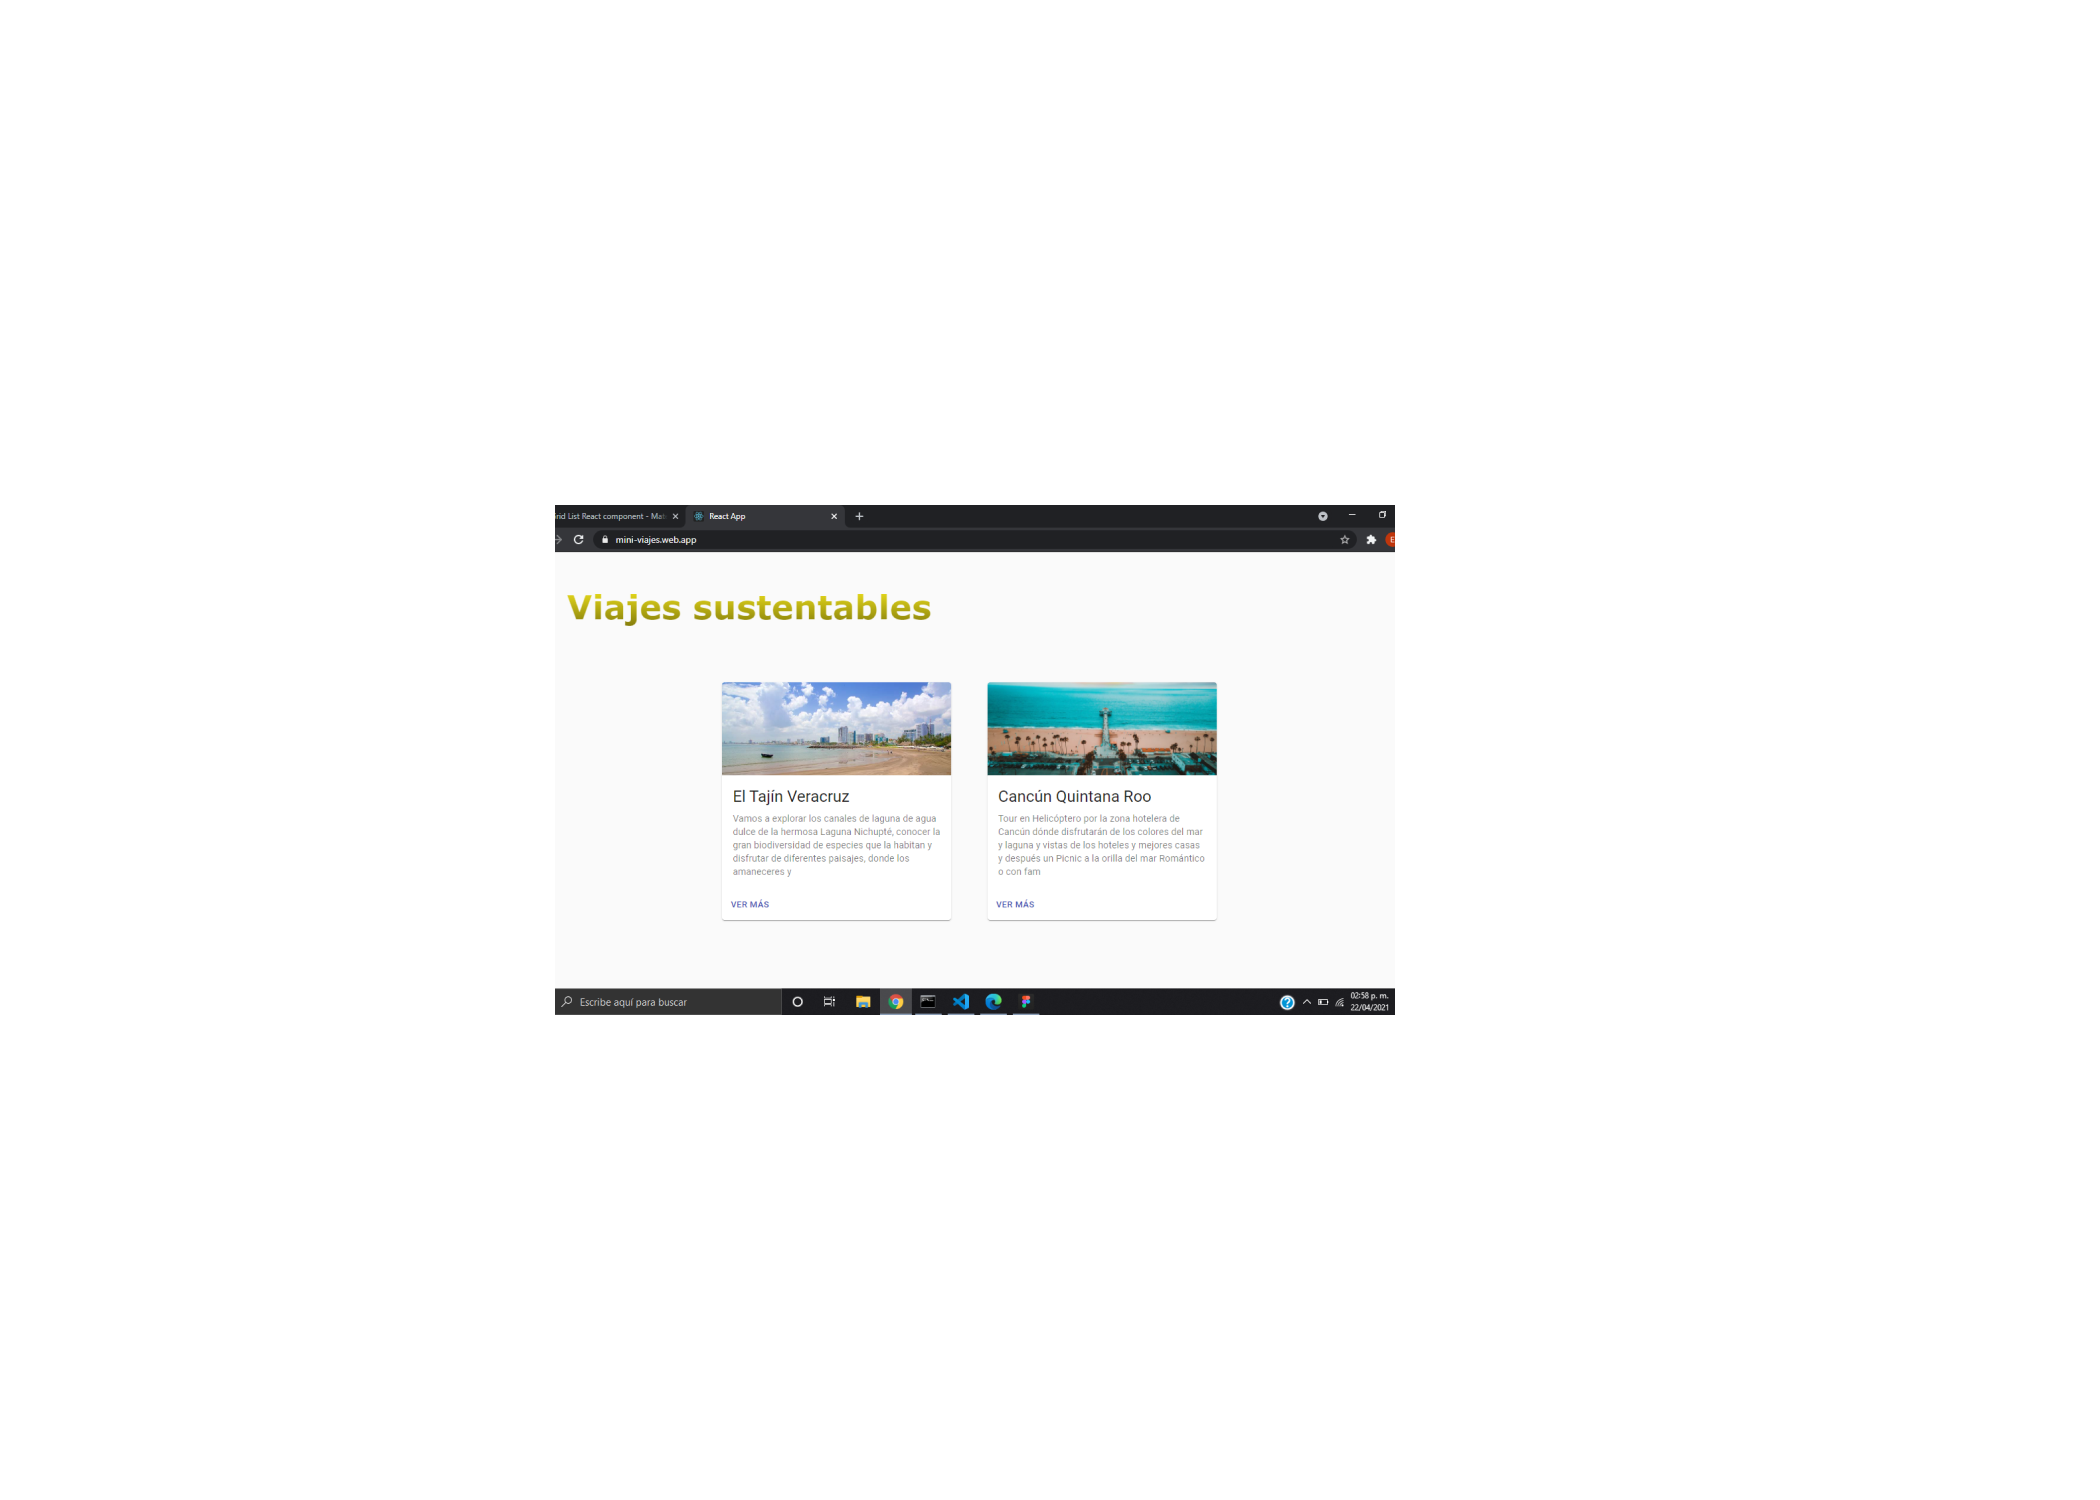 rid List React component - Mat
React App
mini-viajes.web.app
E
Viajes sustentables
El Tajín Veracruz
Vamos a explorar los canales de laguna de agua
dulce de la hermosa Laguna Nichupté, conocer la
gran biodiversidad de especies que la habitan y
disfrutar de diferentes paisajes, donde los
amaneceres y
VER MÁS
Cancún Quintana Roo
Tour en Helicóptero por la zona hotelera de
Cancún dónde disfrutarán de los colores del mar
y laguna y vistas de los hoteles y mejores casas
y después un Picnic a la orilla del mar Romántico
o con fam
VER MÁS
Escribe aquí para buscar
02:58 p. m.
22/04/2021